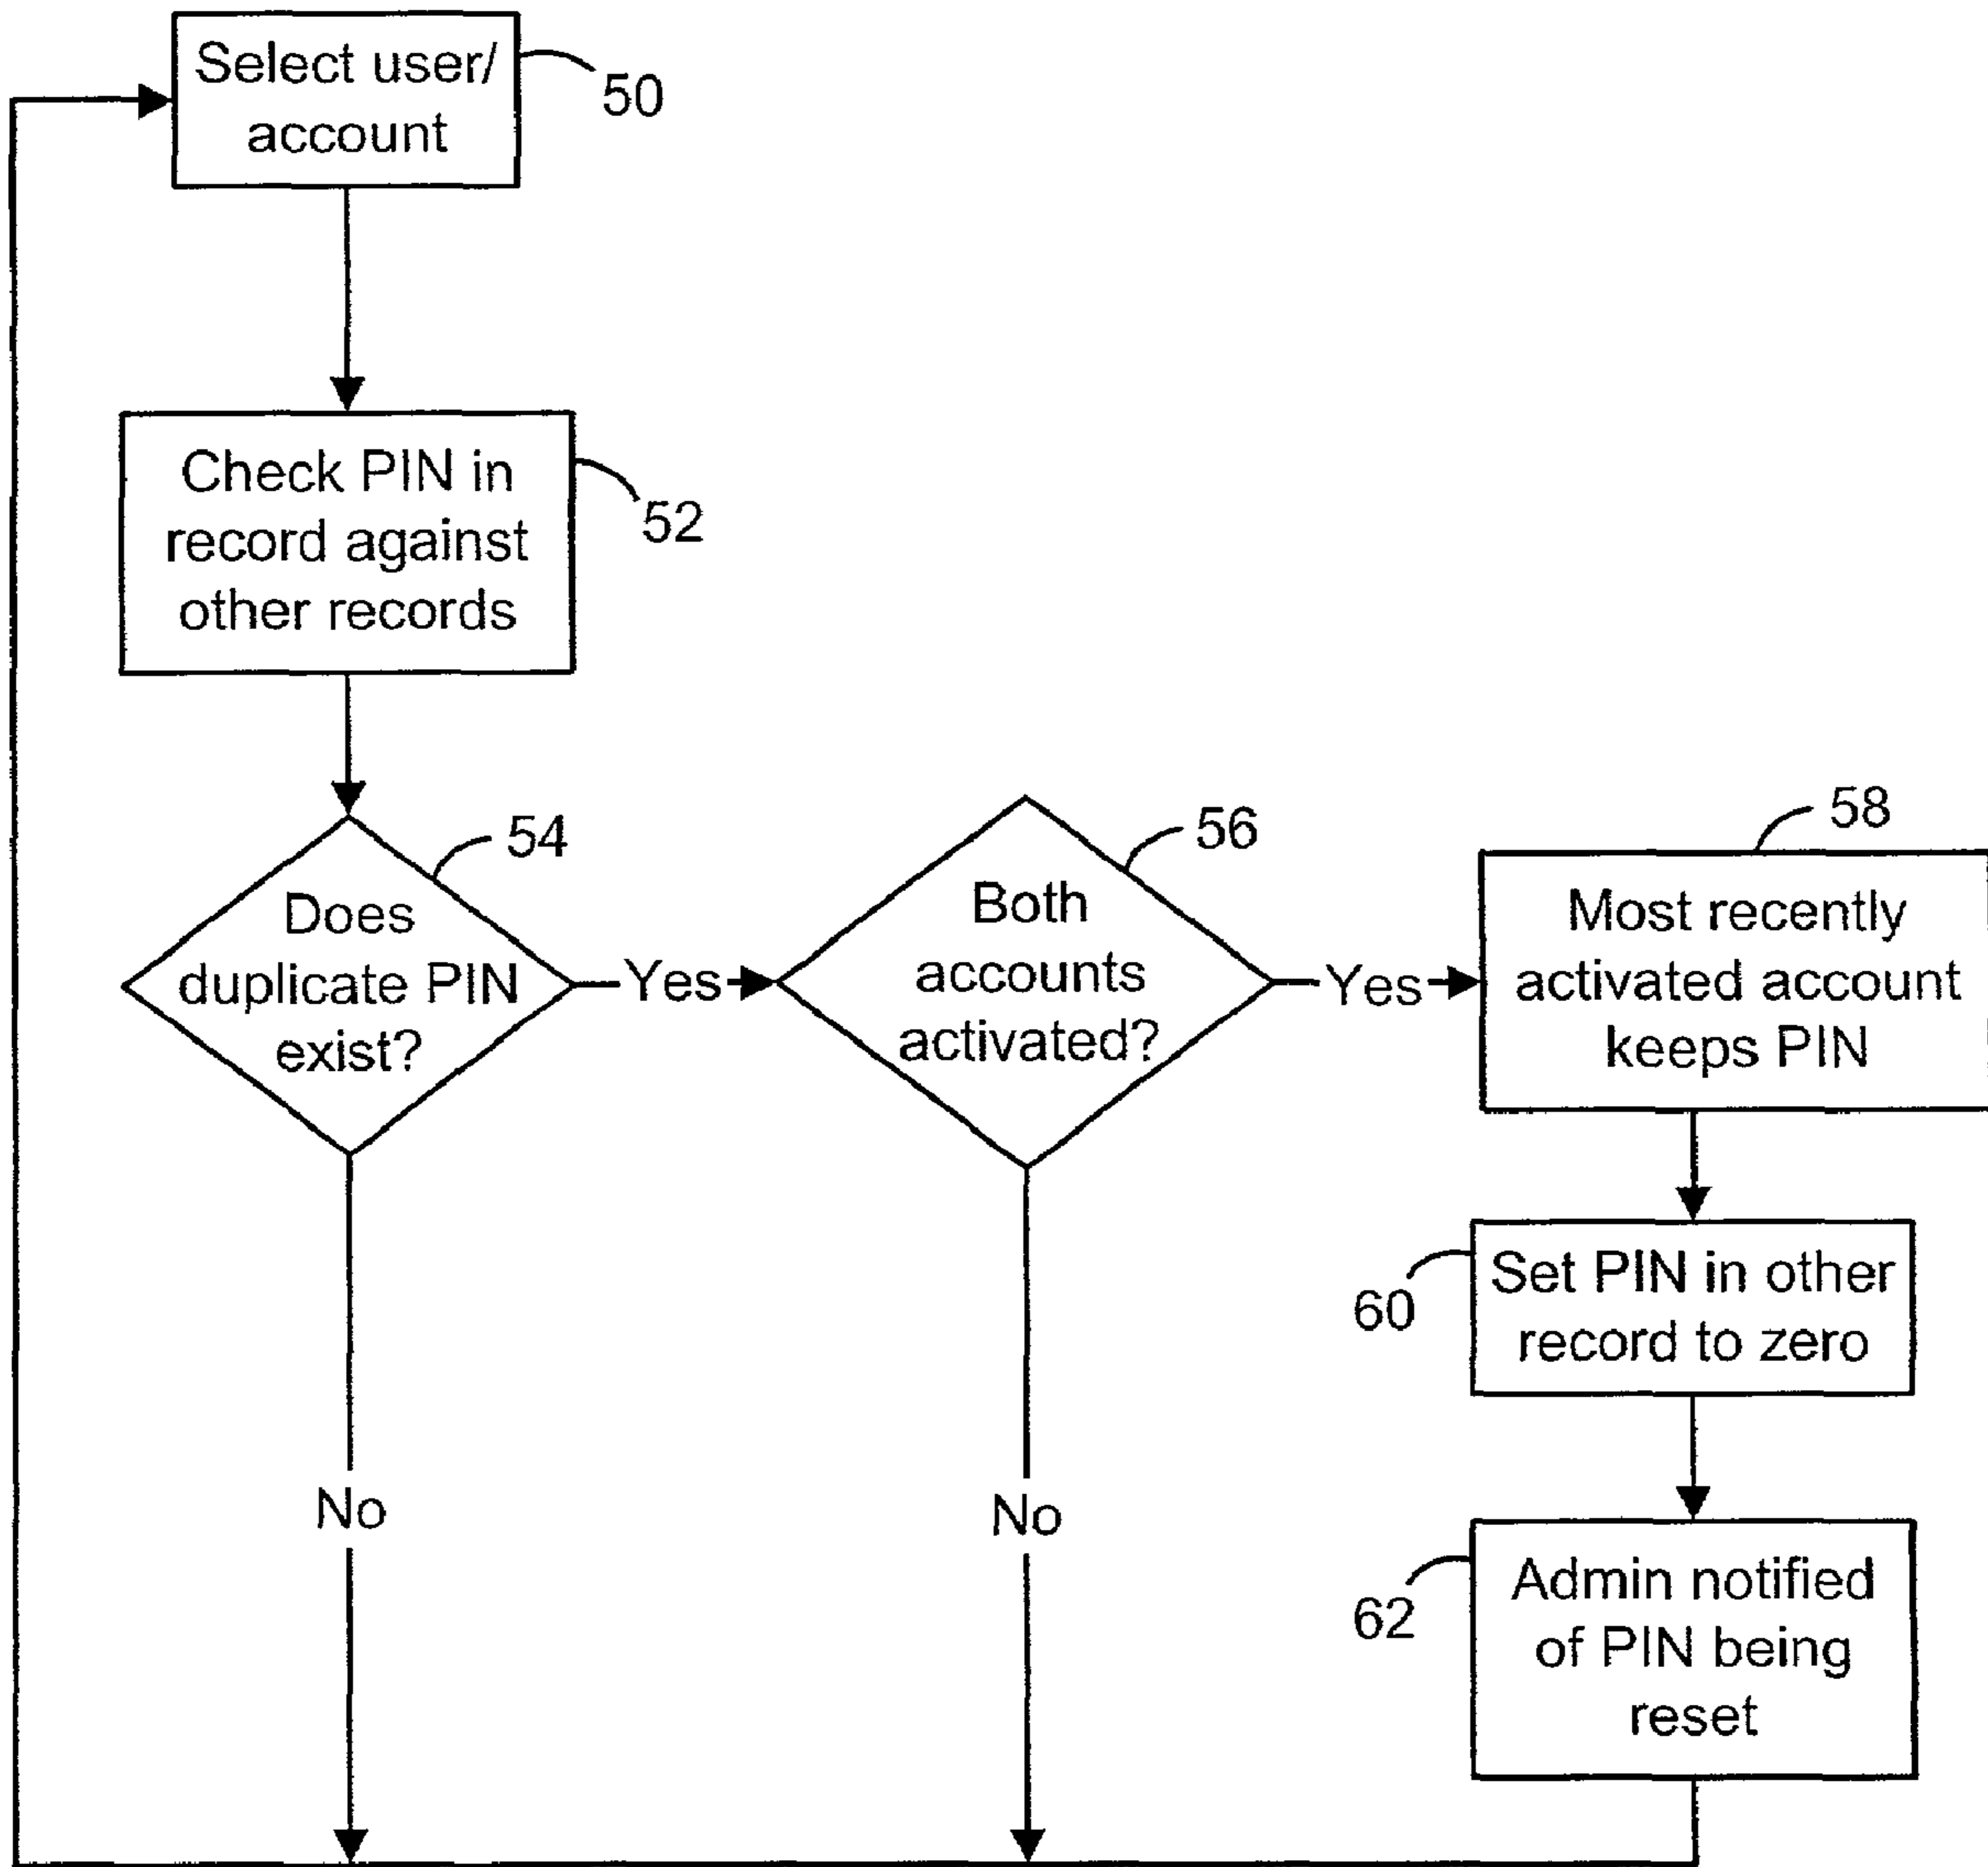 Select user/
account
50
Check PIN in
record against
other records
52
Does
duplicate PIN
exist?
54
Yes
Both
accounts
activated?
56
Yes
Most recently
activated account
keeps PIN
58
Set PIN in other
record to zero
60
Admin notified
of PIN being
reset
62
No
No